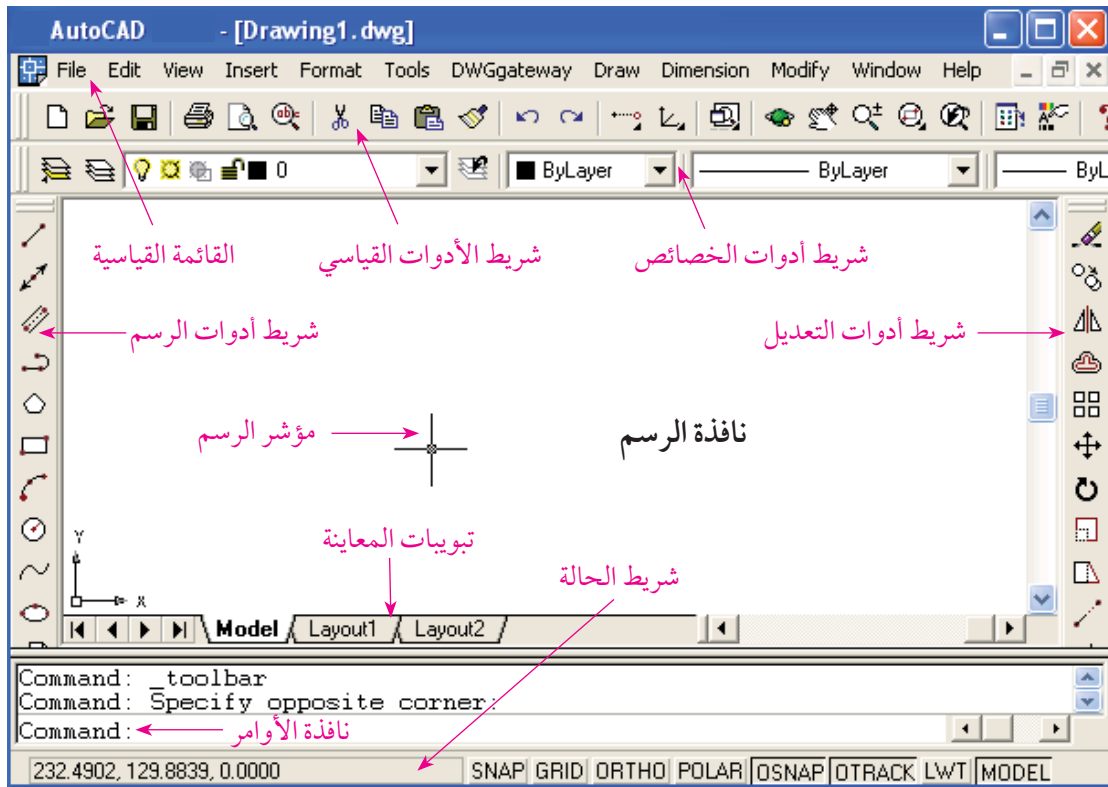 AutoCAD - [Drawing1.dwg]
File Edit View Insert Format Tools DWGgateway Draw Dimension Modify Window Help
0 ByLayer ByLayer ByL
القائمة القياسية
شريط الأدوات القياسي
شريط أدوات الخصائص
شريط أدوات الرسم
شريط أدوات التعديل
مؤشر الرسم
نافذة الرسم
تبويبات المعاينة
شريط الحالة
Y
X
Model Layout1 Layout2
Command: _toolbar
Command: Specify opposite corner:
Command:
نافذة الأوامر
232.4902, 129.8839, 0.0000 SNAP GRID ORTHO POLAR OSNAP OTRACK LWT MODEL